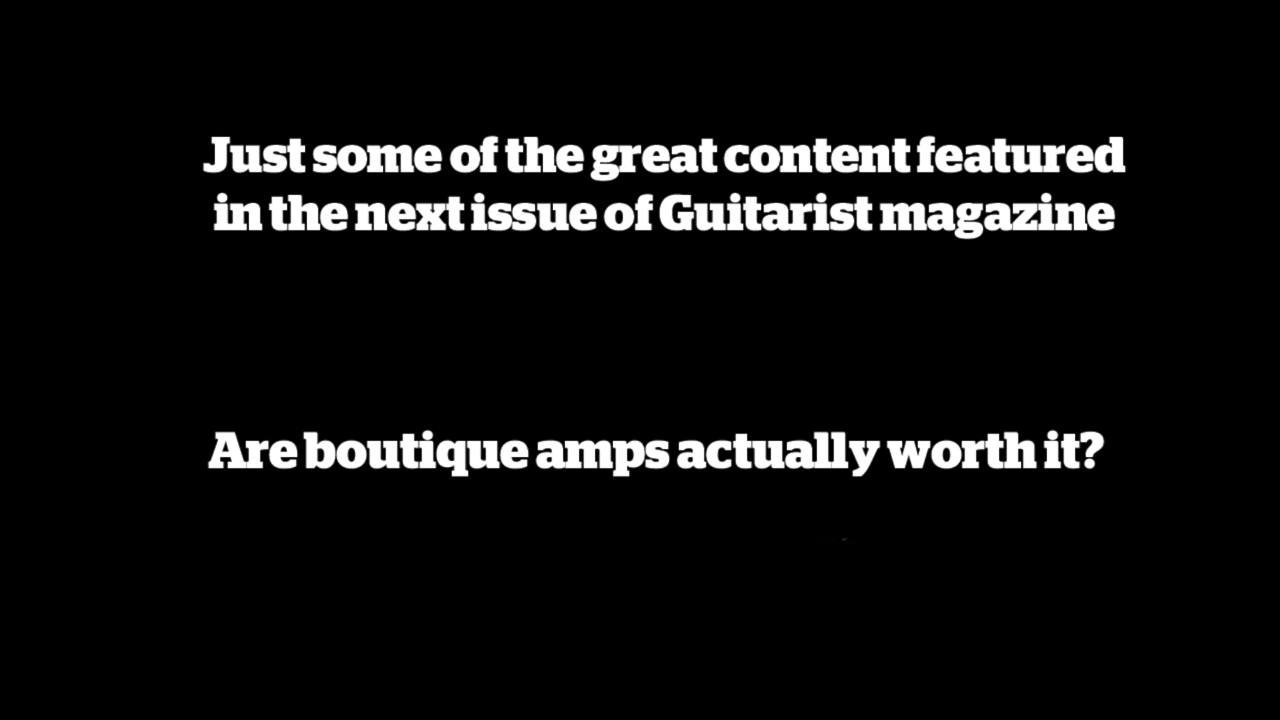 Just some of the great content featured
in the next issue of Guitarist magazine
Are boutique amps actually worth it?